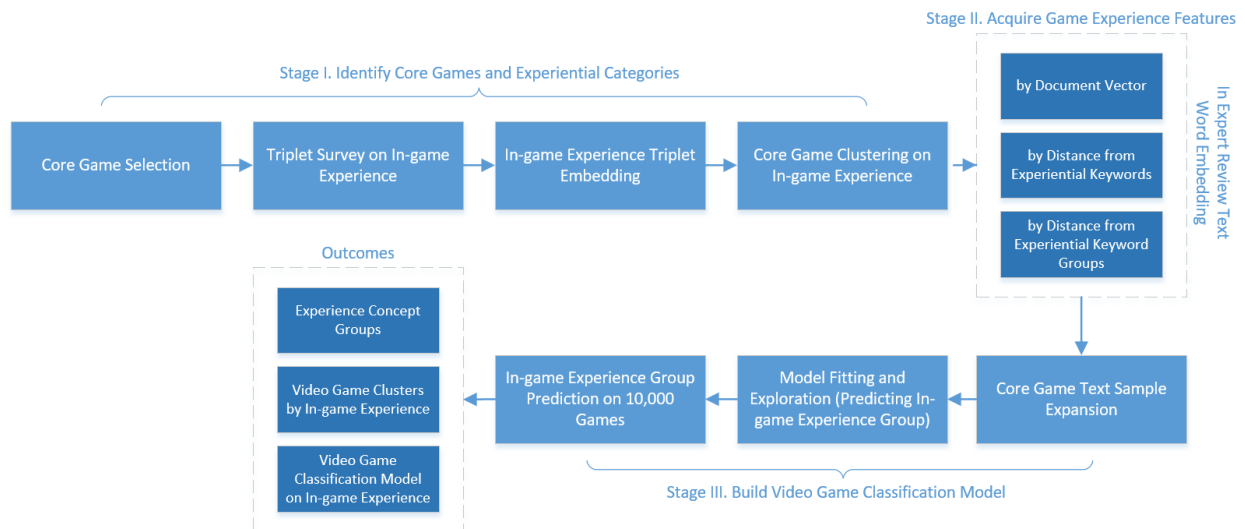 Stage I. Identify Core Games and Experiential Categories
Core Game Selection
Triplet Survey on In-game
Experience
In-game Experience Triplet
Embedding
Core Game Clustering on
In-game Experience
Stage II. Acquire Game Experience Features
by Document Vector
by Distance from
Experiential Keywords
by Distance from
Experiential Keyword
Groups
In Expert Review Text
Word Embedding
Core Game Text Sample
Expansion
Model Fitting and
Exploration (Predicting In-
game Experience Group)
In-game Experience Group
Prediction on 10,000
Games
Stage III. Build Video Game Classification Model
Outcomes
Experience Concept
Groups
Video Game Clusters
by In-game Experience
Video Game
Classification Model
on In-game Experience